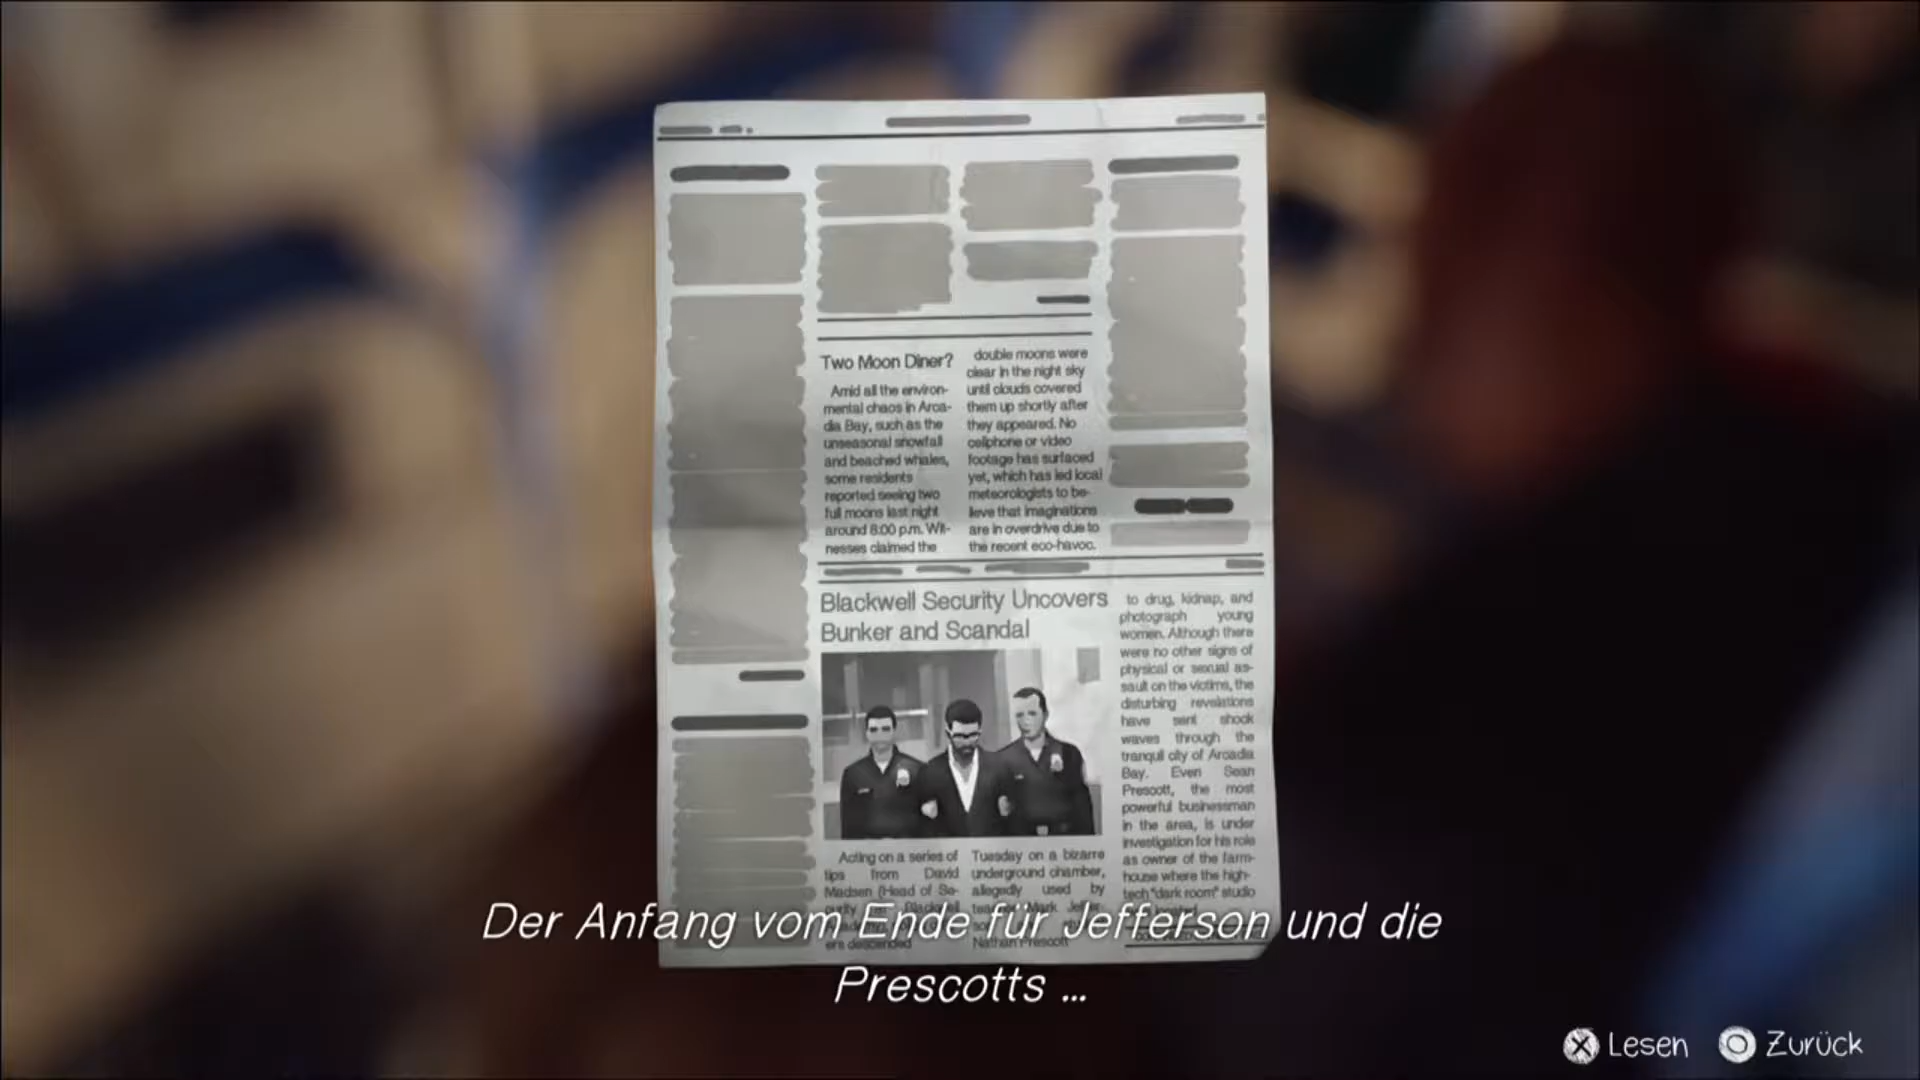 Two Moon Diner?
Amid all the environ-
mental chaos in Arca-
dia Bay, such as the
unseasonal snowfall
and beached whales,
some residents
reported seeing two
full moons last night
around 8:00 p.m. Wit-
nesses claimed the
double moons were
clear in the night sky
until clouds covered
them up shortly after
they appeared. No
cellphone or video
footage has surfaced
yet, which has led local
meteorologists to be-
lieve that imaginations
are in overdrive due to
the recent eco-havoc.
Blackwell Security Uncovers
Bunker and Scandal
Acting on a series of
tips from David
Madsen (Head of Se-
curity Blackwell
ers descended
Tuesday on a bizarre
underground chamber,
allegedly used by
teacher Mark Jeffer-
Nathan Prescott
to drug, kidnap, and
photograph young
women. Although there
were no other signs of
physical or sexual as-
sault on the victims, the
disturbing revelations
have sent shock
waves through the
tranquil city of Arcadia
Bay. Even Sean
Prescott, the most
powerful businessman
in the area, is under
investigation for his role
as owner of the farm-
house where the high-
tech "dark room" studio
Der Anfang vom Ende für Jefferson und die
Prescotts ...
Lesen Zurück